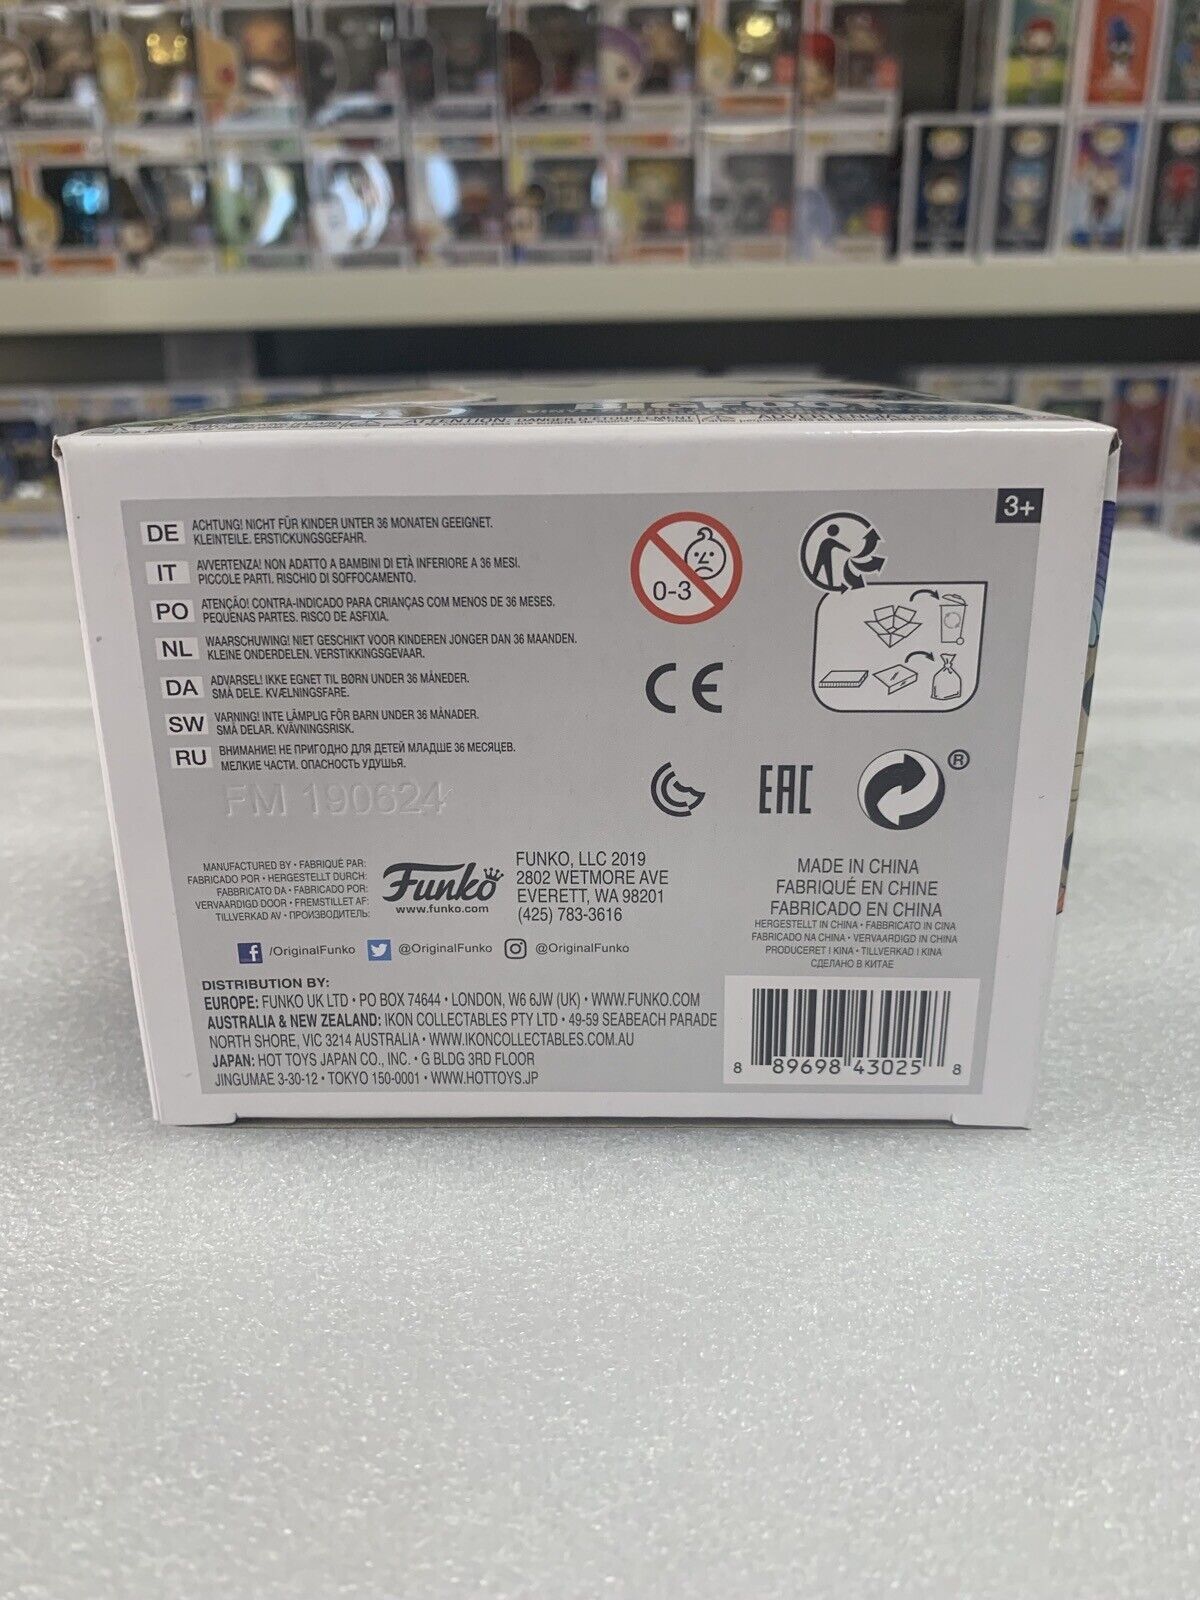 BIGFOOT
3+
DE ACHTUNG! NICHT FÜR KINDER UNTER 36 MONATEN GEEIGNET.
KLEINTEILE. ERSTICKUNGSGEFAHR.
IT AVVERTENZA! NON ADATTO A BAMBINI DI ETÀ INFERIORE A 36 MESI.
PICCOLE PARTI. RISCHIO DI SOFFOCAMENTO.
PO ATENÇÃO! CONTRA-INDICADO PARA CRIANÇAS COM MENOS DE 36 MESES.
PEQUENAS PARTES. RISCO DE ASFIXIA.
NL WAARSCHUWING! NIET GESCHIKT VOOR KINDEREN JONGER DAN 36 MAANDEN.
KLEINE ONDERDELEN. VERSTIKKINGSGEVAAR.
DA ADVARSEL! IKKE EGNET TIL BØRN UNDER 36 MÅNEDER.
SMÅ DELE. KVÆLNINGSFARE.
SW VARNING! INTE LÄMPLIG FÖR BARN UNDER 36 MÅNADER.
SMÅ DELAR. KVÄVNINGSRISK.
RU ВНИМАНИЕ! НЕ ПРИГОДНО ДЛЯ ДЕТЕЙ МЛАДШЕ 36 МЕСЯЦЕВ.
МЕЛКИЕ ЧАСТИ. ОПАСНОСТЬ УДУШЬЯ.
FM 190624
0-3
CE
EAC
®
MANUFACTURED BY • FABRIQUÉ PAR:
FABRICADO POR • HERGESTELLT DURCH:
FABBRICATO DA • FABRICADO POR:
VERVAARDIGD DOOR • FREMSTILLET AF:
TILLVERKAD AV • ПРОИЗВОДИТЕЛЬ:
Funko
www.funko.com
FUNKO, LLC 2019
2802 WETMORE AVE
EVERETT, WA 98201
(425) 783-3616
/OriginalFunko @OriginalFunko @OriginalFunko
MADE IN CHINA
FABRIQUÉ EN CHINE
FABRICADO EN CHINA
HERGESTELLT IN CHINA • FABBRICATO IN CINA
FABRICADO NA CHINA • VERVAARDIGD IN CHINA
PRODUCERET I KINA • TILLVERKAD I KINA
СДЕЛАНО В КИТАЕ
DISTRIBUTION BY:
EUROPE: FUNKO UK LTD • PO BOX 74644 • LONDON, W6 6JW (UK) • WWW.FUNKO.COM
AUSTRALIA & NEW ZEALAND: IKON COLLECTABLES PTY LTD • 49-59 SEABEACH PARADE
NORTH SHORE, VIC 3214 AUSTRALIA • WWW.IKONCOLLECTABLES.COM.AU
JAPAN: HOT TOYS JAPAN CO., INC. • G BLDG 3RD FLOOR
JINGUMAE 3-30-12 • TOKYO 150-0001 • WWW.HOTTOYS.JP
8 89698 43025 8